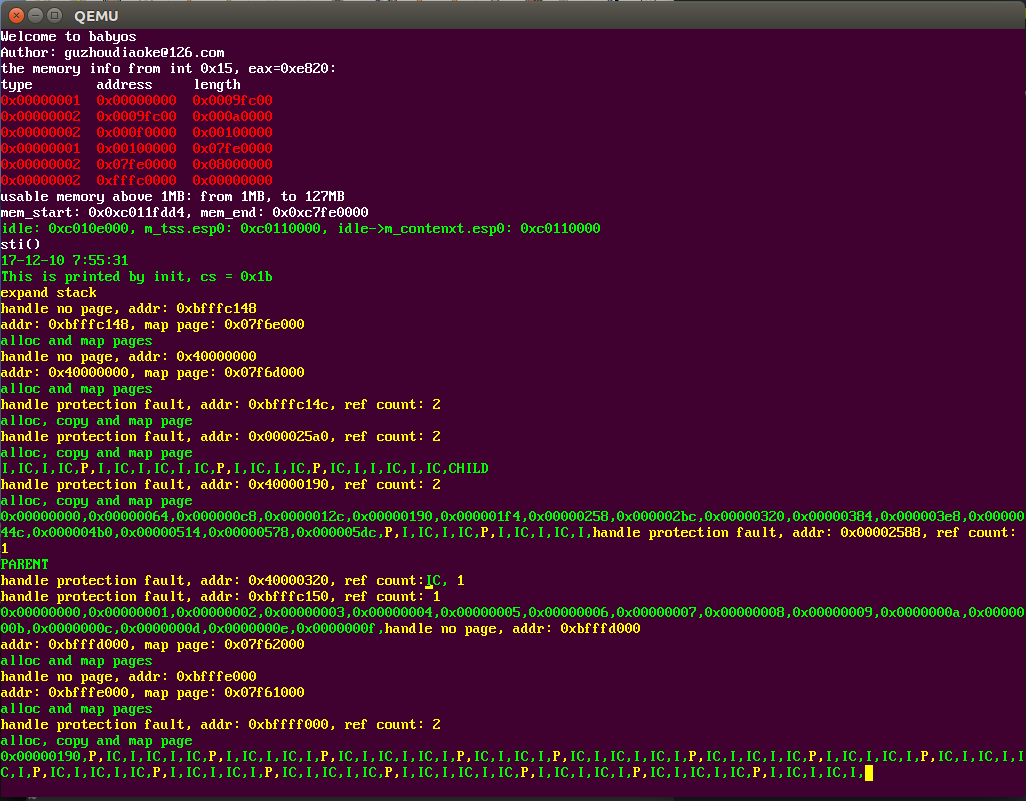 QEMU
Welcome to babyos
Author: guzhoudiaoke@126.com
the memory info from int 0x15, eax=0xe820:
type        address     length
0x00000001  0x00000000  0x0009fc00
0x00000002  0x0009fc00  0x000a0000
0x00000002  0x000f0000  0x00100000
0x00000001  0x00100000  0x07fe0000
0x00000002  0x07fe0000  0x08000000
0x00000002  0xfffc0000  0x00000000
usable memory above 1MB: from 1MB, to 127MB
mem_start: 0x0xc011fdd4, mem_end: 0x0xc7fe0000
idle: 0xc010e000, m_tss.esp0: 0xc0110000, idle->m_contenxt.esp0: 0xc0110000
sti()
17-12-10 7:55:31
This is printed by init, cs = 0x1b
expand stack
handle no page, addr: 0xbfffc148
addr: 0xbfffc148, map page: 0x07f6e000
alloc and map pages
handle no page, addr: 0x40000000
addr: 0x40000000, map page: 0x07f6d000
alloc and map pages
handle protection fault, addr: 0xbfffc14c, ref count: 2
alloc, copy and map page
handle protection fault, addr: 0x000025a0, ref count: 2
alloc, copy and map page
I,IC,I,IC,P,I,IC,I,IC,I,IC,P,I,IC,I,IC,P,IC,I,I,IC,I,IC,CHILD
handle protection fault, addr: 0x40000190, ref count: 2
alloc, copy and map page
0x00000000,0x00000064,0x000000c8,0x0000012c,0x00000190,0x000001f4,0x00000258,0x000002bc,0x00000320,0x00000384,0x000003e8,0x00000
44c,0x000004b0,0x00000514,0x00000578,0x000005dc,P,I,IC,I,IC,P,I,IC,I,IC,I,handle protection fault, addr: 0x00002588, ref count:
1
PARENT
handle protection fault, addr: 0x40000320, ref count:IC, 1
handle protection fault, addr: 0xbfffc150, ref count: 1
0x00000000,0x00000001,0x00000002,0x00000003,0x00000004,0x00000005,0x00000006,0x00000007,0x00000008,0x00000009,0x0000000a,0x00000
00b,0x0000000c,0x0000000d,0x0000000e,0x0000000f,handle no page, addr: 0xbfffd000
addr: 0xbfffd000, map page: 0x07f62000
alloc and map pages
handle no page, addr: 0xbfffe000
addr: 0xbfffe000, map page: 0x07f61000
alloc and map pages
handle protection fault, addr: 0xbffff000, ref count: 2
alloc, copy and map page
0x00000190,P,IC,I,IC,I,IC,P,I,IC,I,IC,I,P,IC,I,IC,I,IC,I,P,IC,I,IC,I,P,IC,I,IC,I,IC,I,P,IC,I,IC,I,IC,P,I,IC,I,IC,I,P,IC,I,IC,I,I
C,I,P,IC,I,IC,I,IC,P,I,IC,I,IC,I,P,IC,I,IC,I,IC,P,I,IC,I,IC,I,IC,P,I,IC,I,IC,I,P,IC,I,IC,I,IC,P,I,IC,I,IC,I,